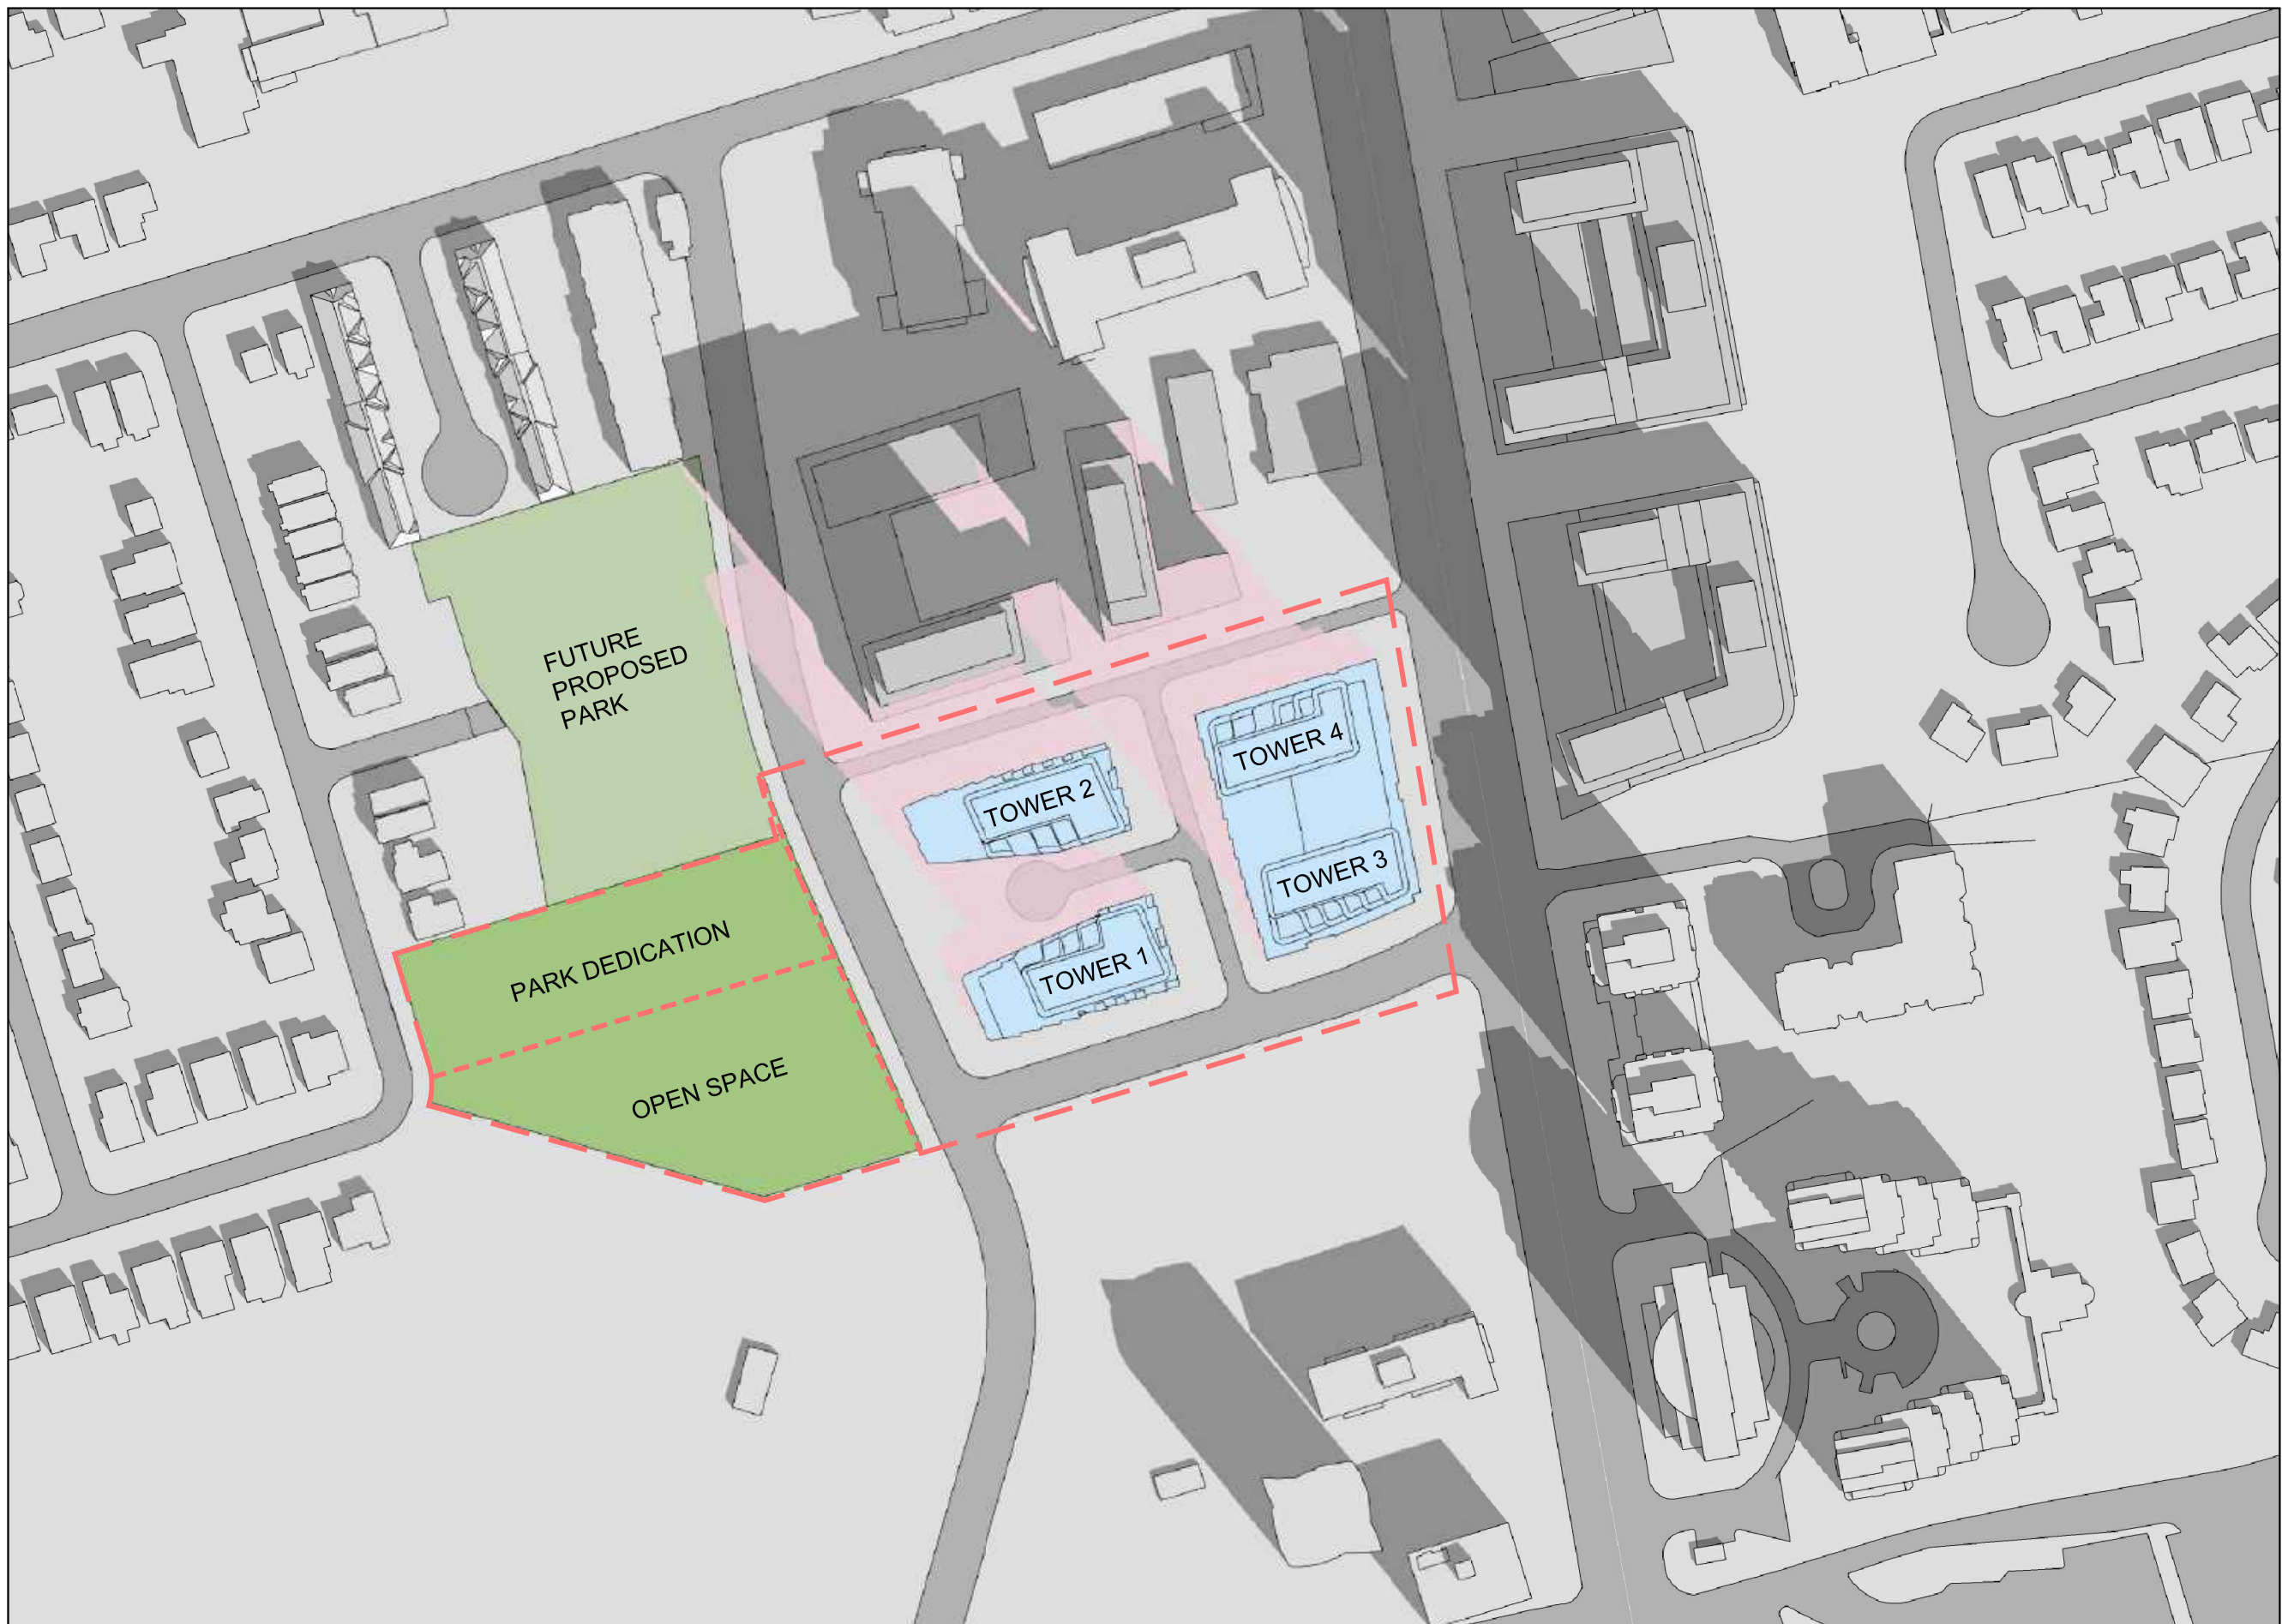 FUTURE
PROPOSED
PARK
TOWER 4
TOWER 2
TOWER 3
PARK DEDICATION
TOWER 1
OPEN SPACE